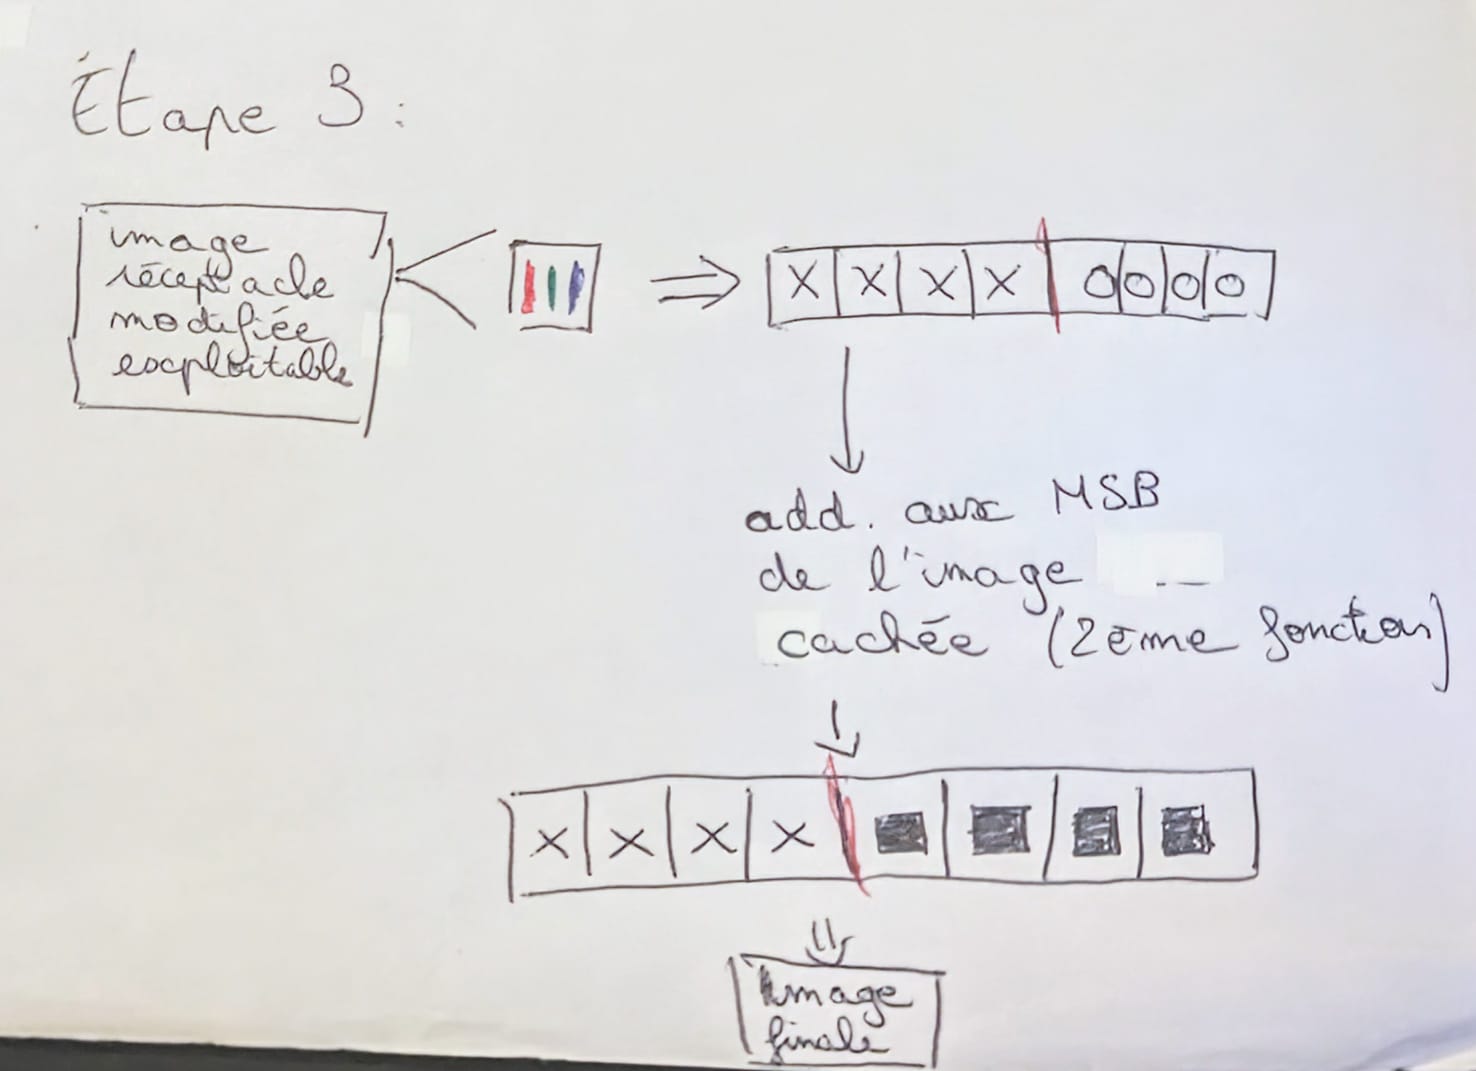 Étape 3 :
image
réceptacle
modifiée
exploitable
X X X X 0 0 0 0
add. aux MSB
de l'image
cachée (2ème fonction)
X X X X
Image
finale